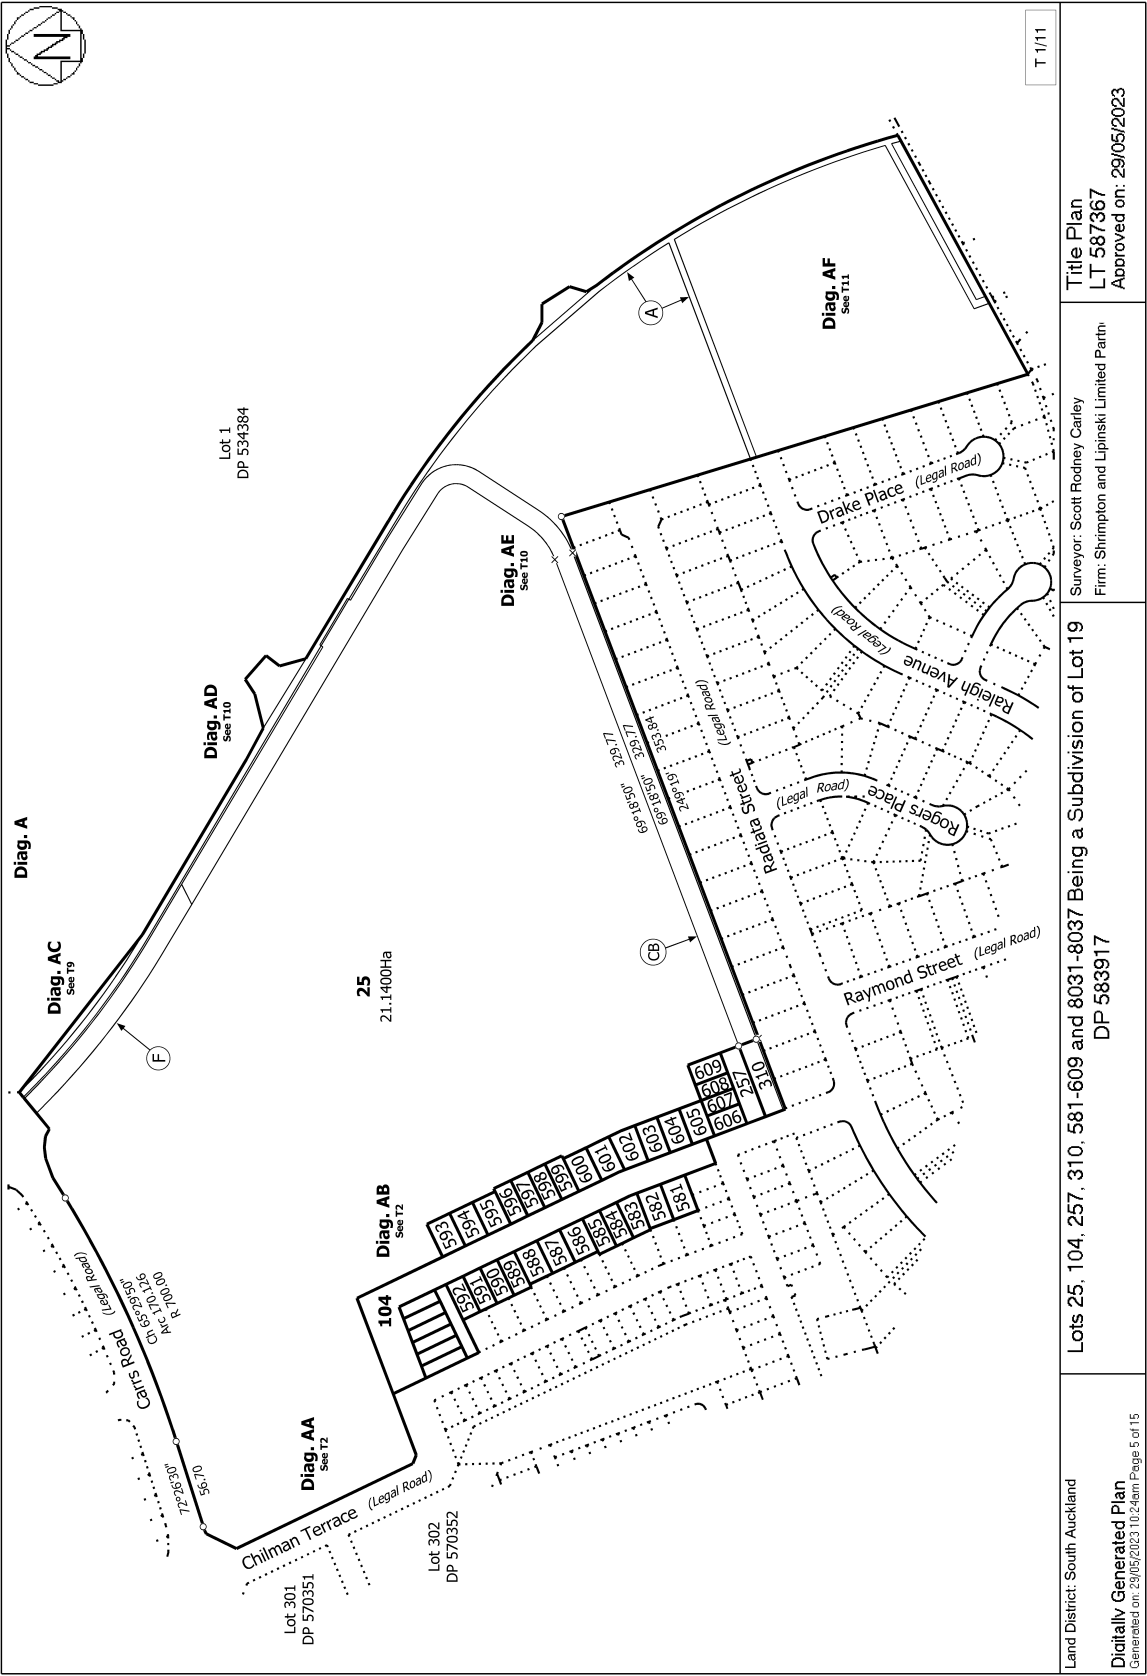 N
T 1/11
Diag. A
Diag. AC
See T9
Diag. AD
See T10
Lot 1
DP 534384
Diag. AE
See T10
Diag. AF
See T11
A
F
CB
25
21.1400Ha
Carrs Road (Legal Road)
Ch 65°29'50"
Arc 170.126
R 700.00
72°26'30"
56.70
Diag. AA
See T2
Diag. AB
See T2
104
Chilman Terrace (Legal Road)
Lot 301
DP 570351
Lot 302
DP 570352
69°18'50" 329.77
69°18'50" 329.77
249°19' 353.84
593
594
595
596
597
598
599
600
601
602
603
604
605
606
607
608
609
257
310
592
591
590
589
588
587
586
585
584
583
582
581
Radiata Street (Legal Road)
Drake Place (Legal Road)
Raleigh Avenue (Legal Road)
Rogers Place (Legal Road)
Raymond Street (Legal Road)
Land District: South Auckland
Digitally Generated Plan
Generated on: 29/05/2023 10:24am Page 5 of 15
Lots 25, 104, 257, 310, 581-609 and 8031-8037 Being a Subdivision of Lot 19
DP 583917
Surveyor: Scott Rodney Carley
Firm: Shrimpton and Lipinski Limited Partn
Title Plan
LT 587367
Approved on: 29/05/2023